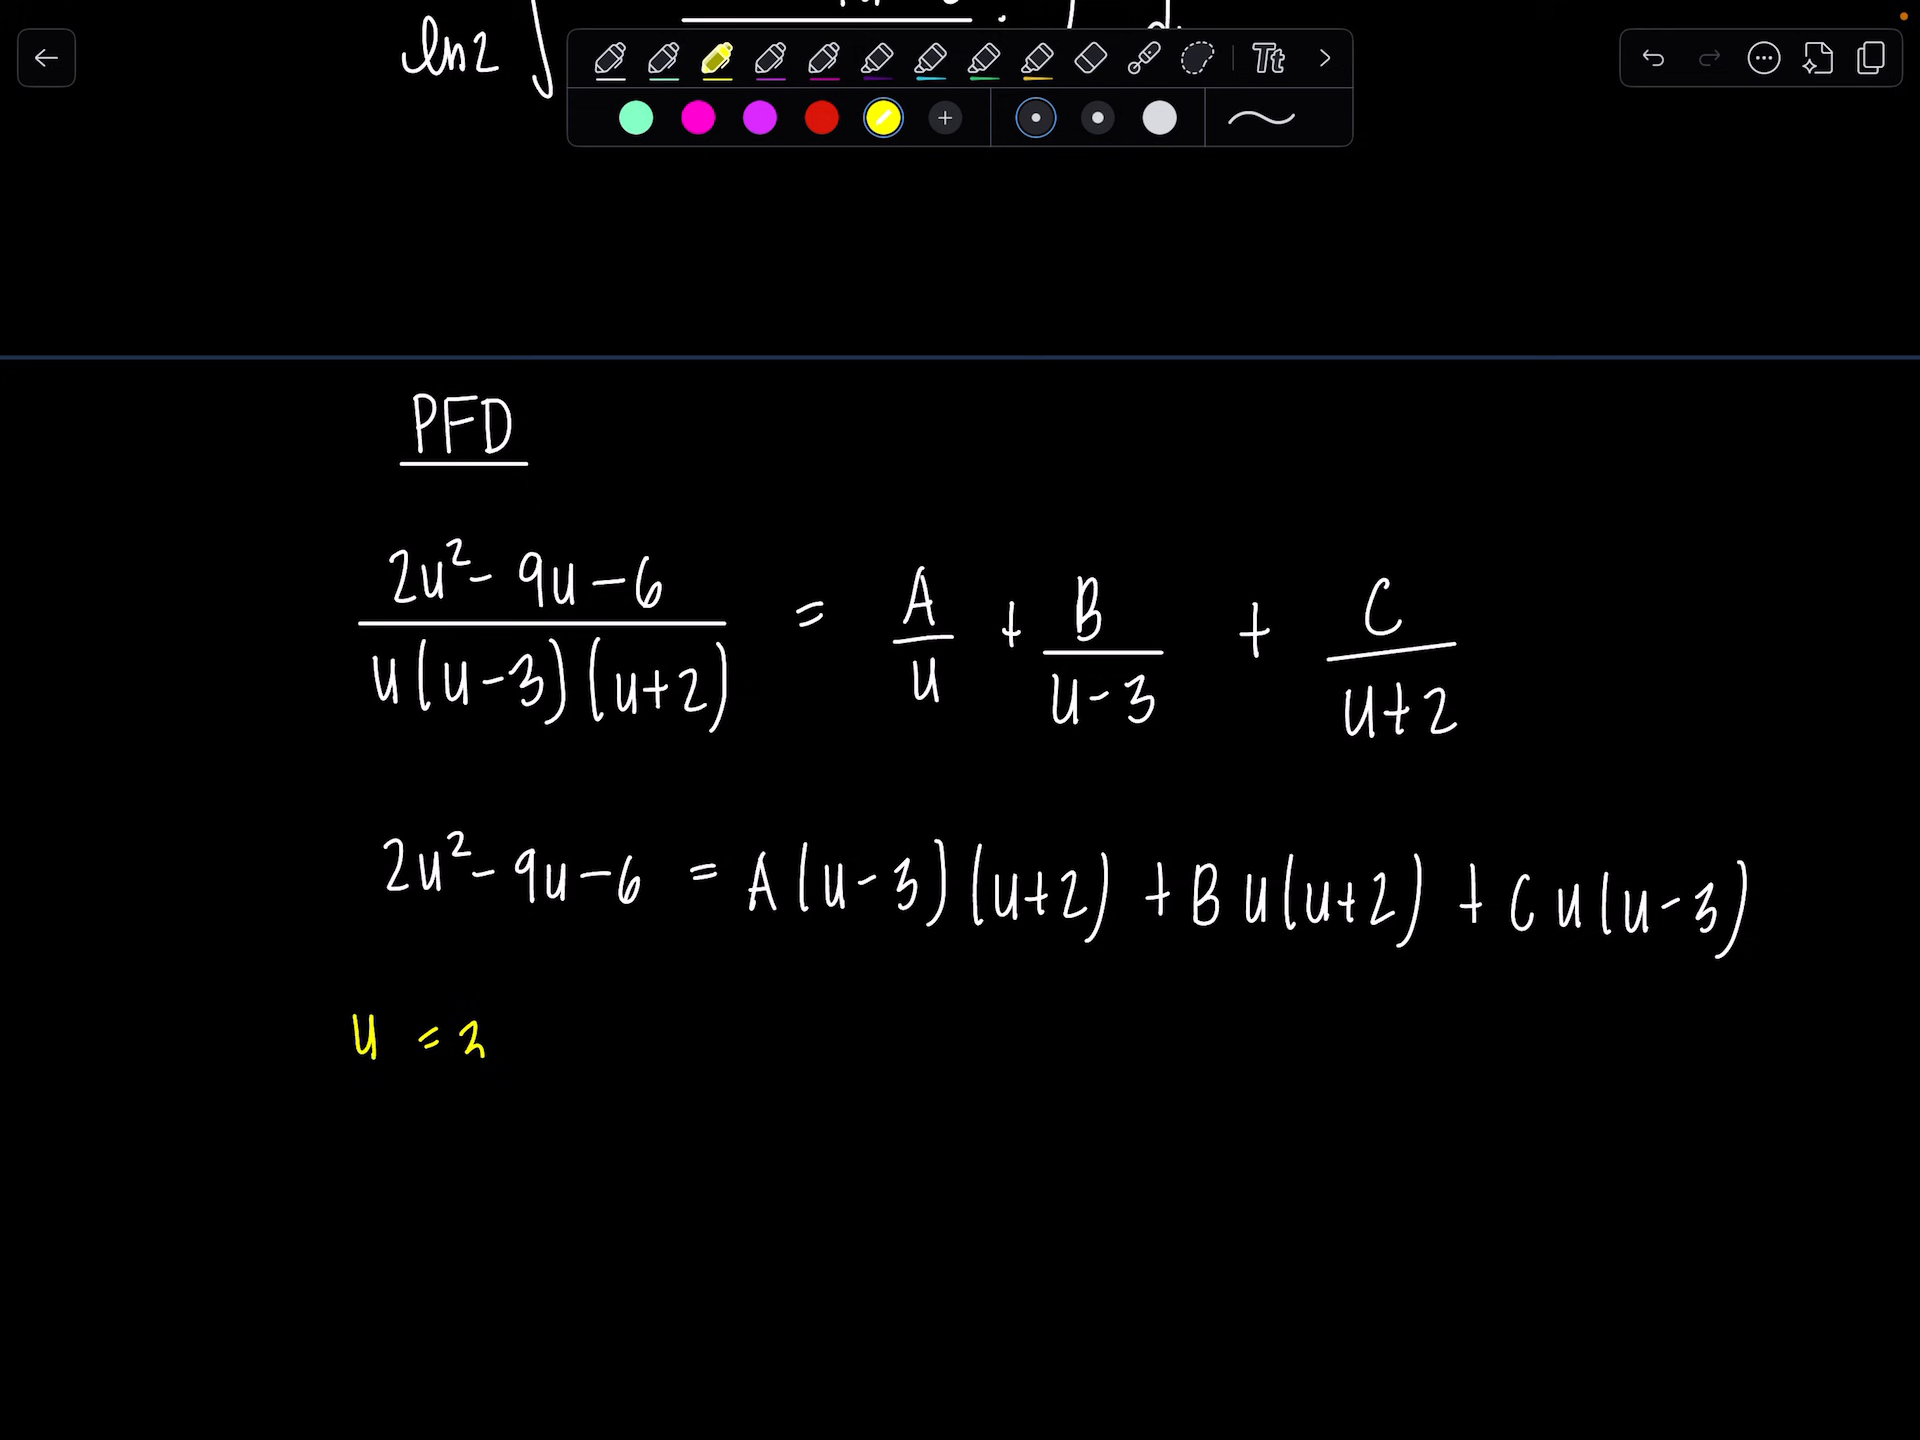 ln2 ∫
Tt
PFD
2u² - 9u - 6 / u(u-3)(u+2) = A/u + B/u-3 + C/u+2
2u² - 9u - 6 = A(u-3)(u+2) + Bu(u+2) + Cu(u-3)
u = 3